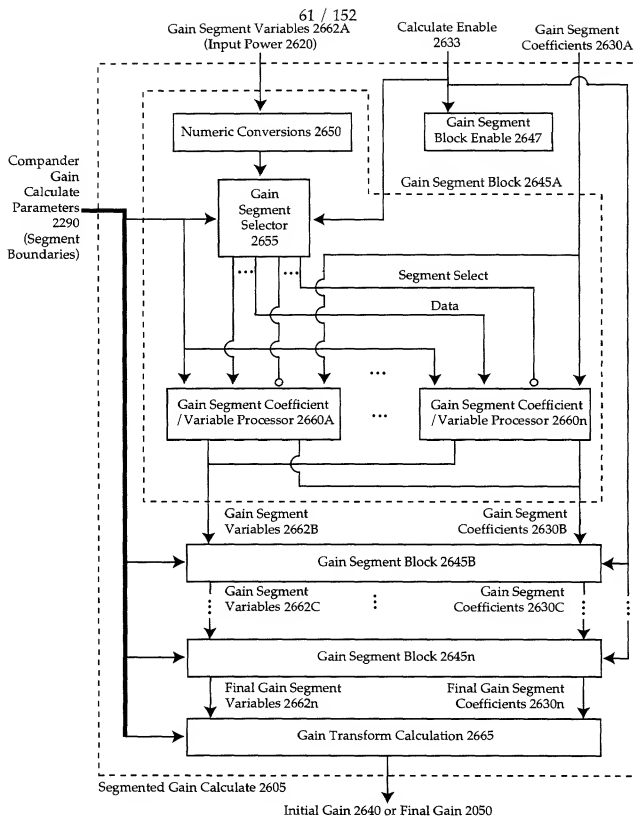 61 / 152
Gain Segment Variables 2662A
(Input Power 2620)
Calculate Enable
2633
Gain Segment
Coefficients 2630A
Numeric Conversions 2650
Gain Segment
Block Enable 2647
Compander
Gain
Calculate
Parameters
2290
(Segment
Boundaries)
Gain Segment Block 2645A
Gain
Segment
Selector
2655
Segment Select
Data
Gain Segment Coefficient
/Variable Processor 2660A
Gain Segment Coefficient
/Variable Processor 2660n
Gain Segment
Variables 2662B
Gain Segment
Coefficients 2630B
Gain Segment Block 2645B
Gain Segment
Variables 2662C
Gain Segment
Coefficients 2630C
Gain Segment Block 2645n
Final Gain Segment
Variables 2662n
Final Gain Segment
Coefficients 2630n
Gain Transform Calculation 2665
Segmented Gain Calculate 2605
Initial Gain 2640 or Final Gain 2050